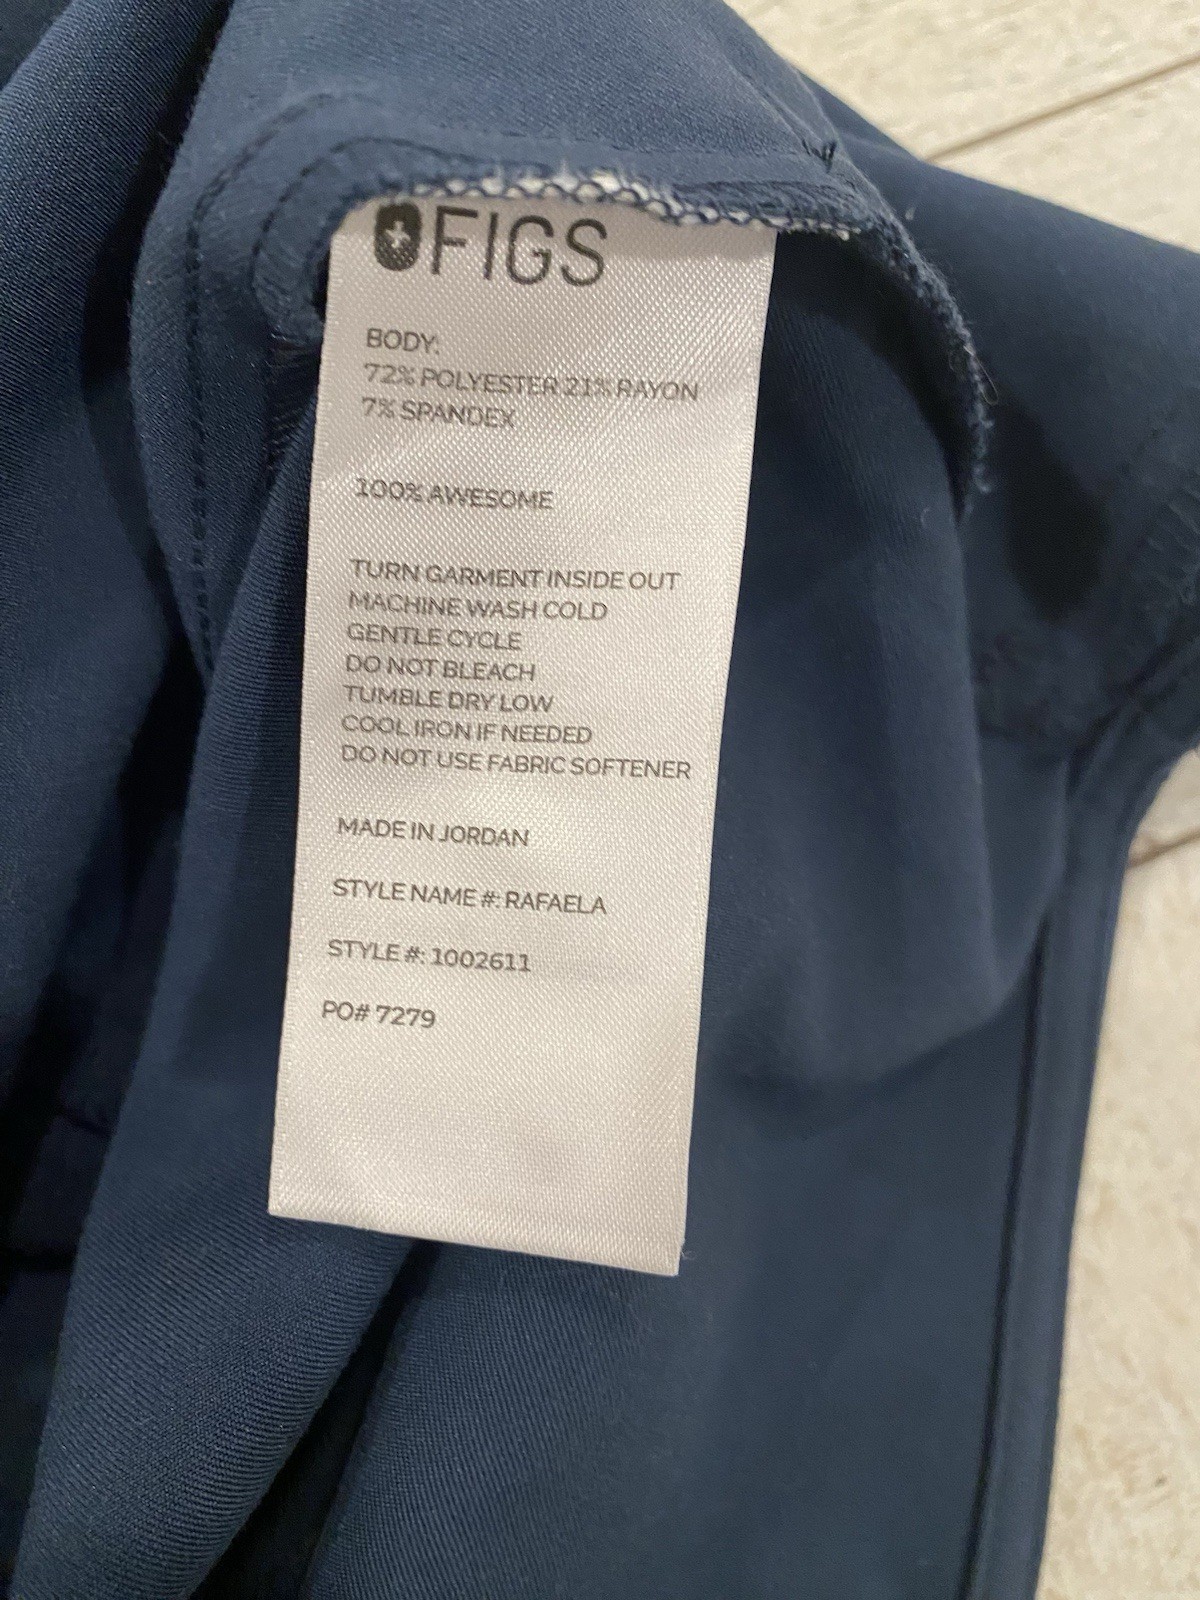 FIGS
BODY:
72% POLYESTER 21% RAYON
7% SPANDEX
100% AWESOME
TURN GARMENT INSIDE OUT
MACHINE WASH COLD
GENTLE CYCLE
DO NOT BLEACH
TUMBLE DRY LOW
COOL IRON IF NEEDED
DO NOT USE FABRIC SOFTENER
MADE IN JORDAN
STYLE NAME #: RAFAELA
STYLE #: 1002611
PO# 7279